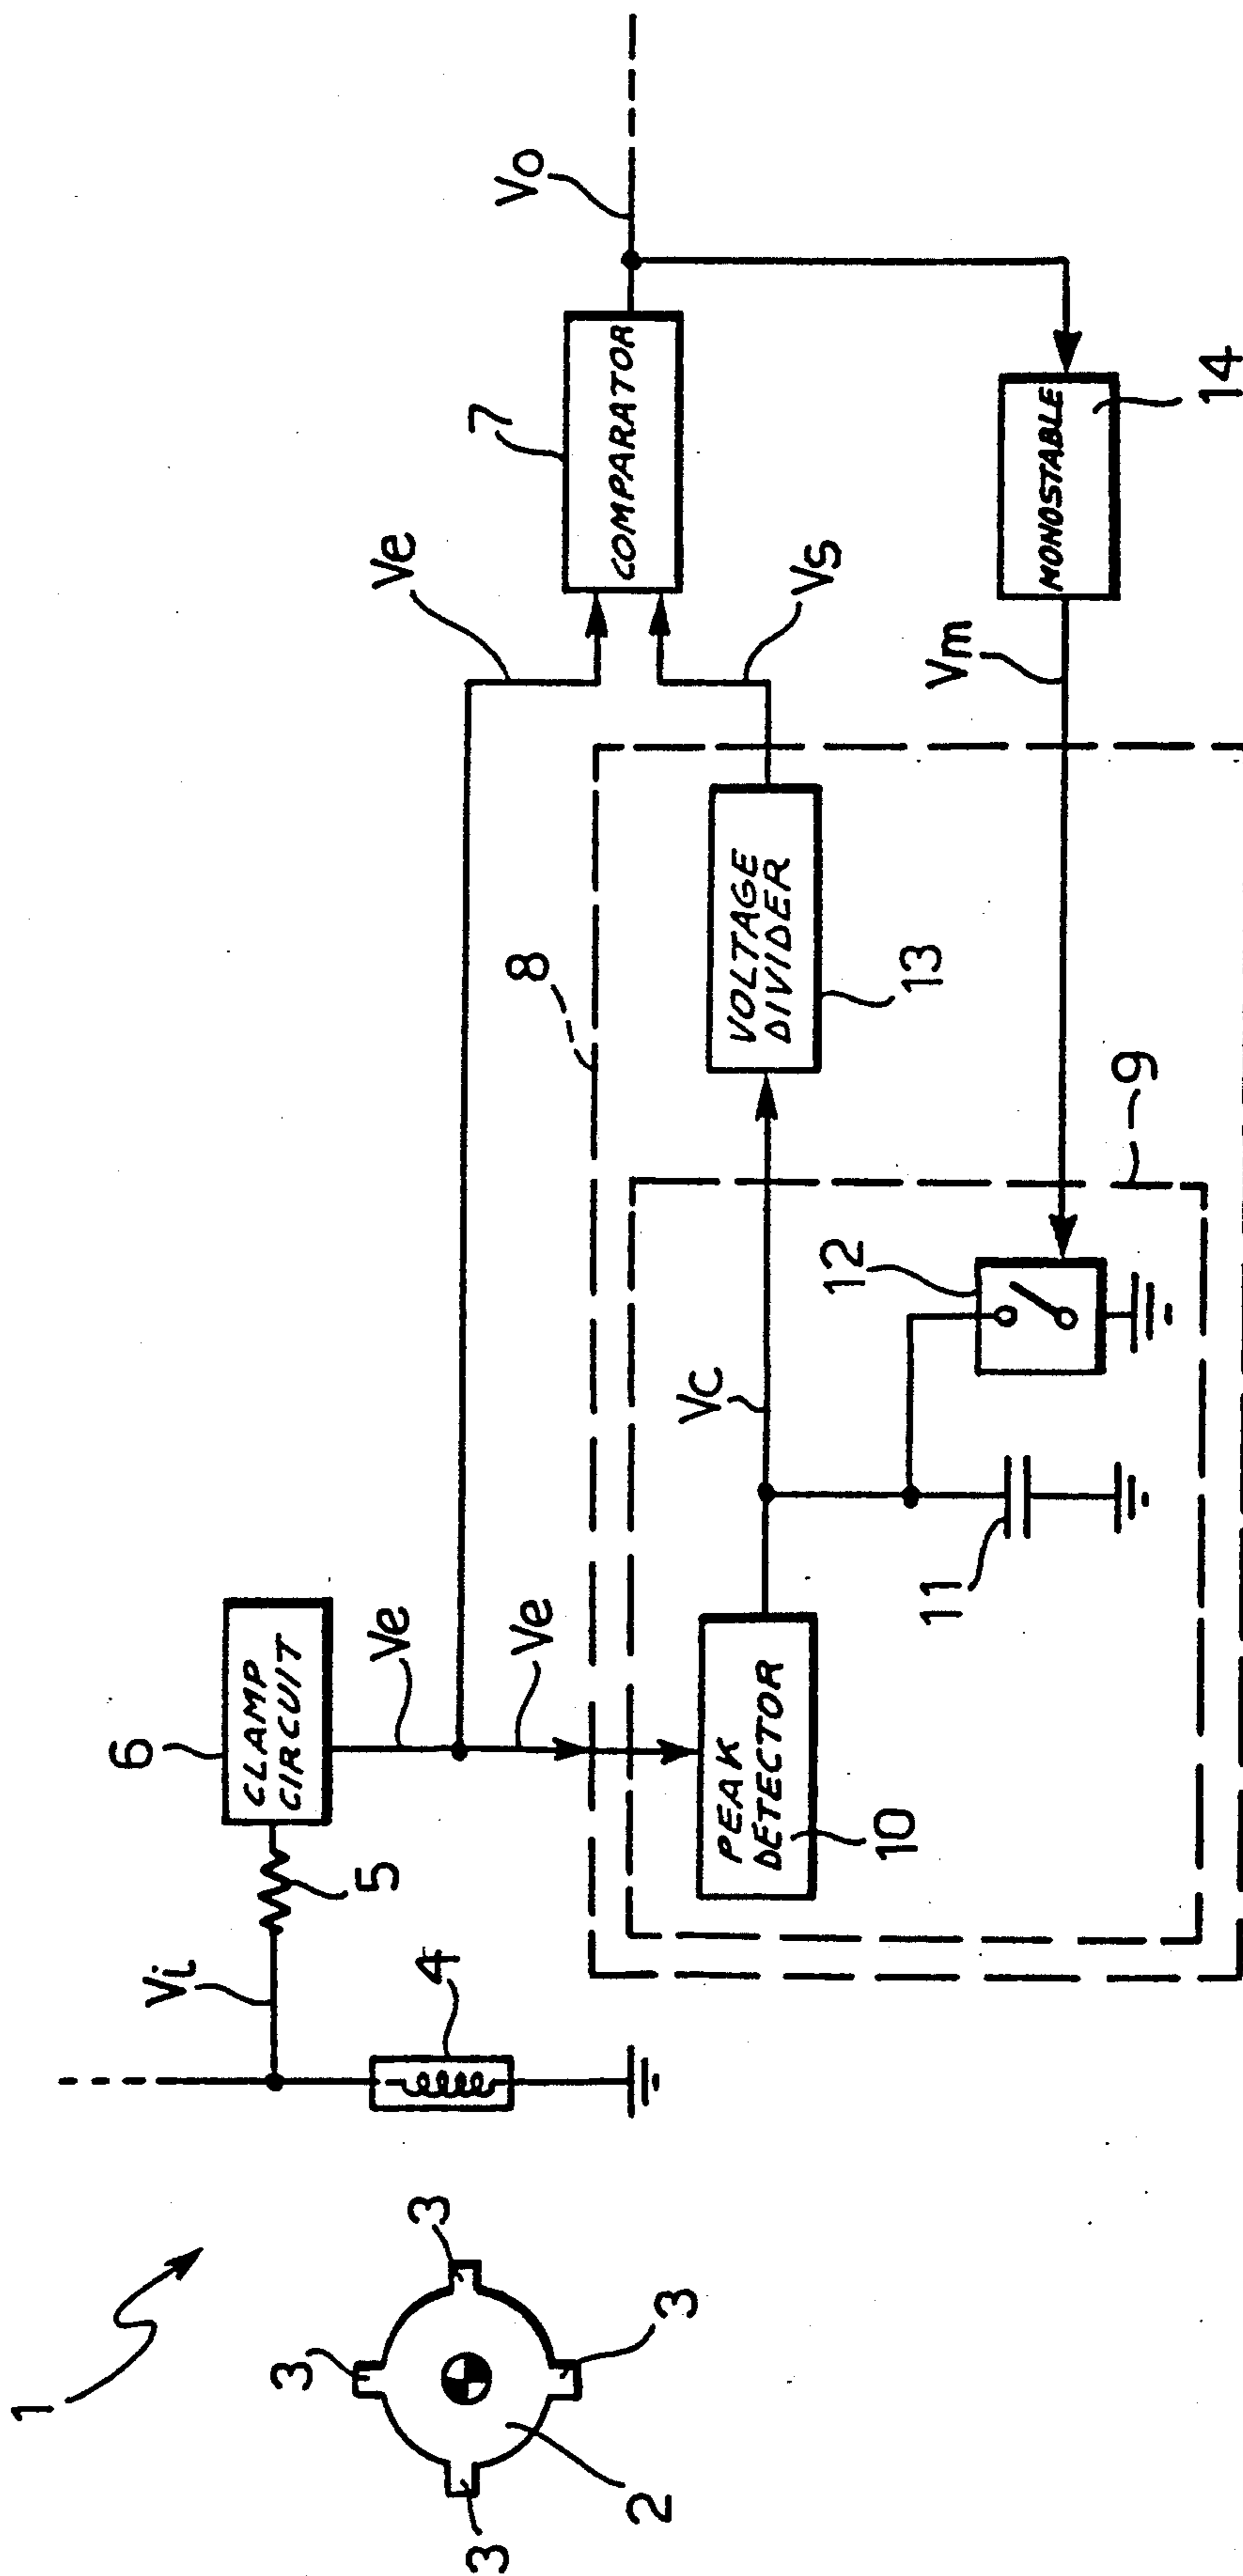 1
3
3
3
3
2
Vi
4
5
6
CLAMP
CIRCUIT
Ve
Ve
Ve
7
COMPARATOR
Vo
Vs
8
VOLTAGE
DIVIDER
13
Vc
PEAK
DETECTOR
10
11
12
9
Vm
MONOSTABLE
14